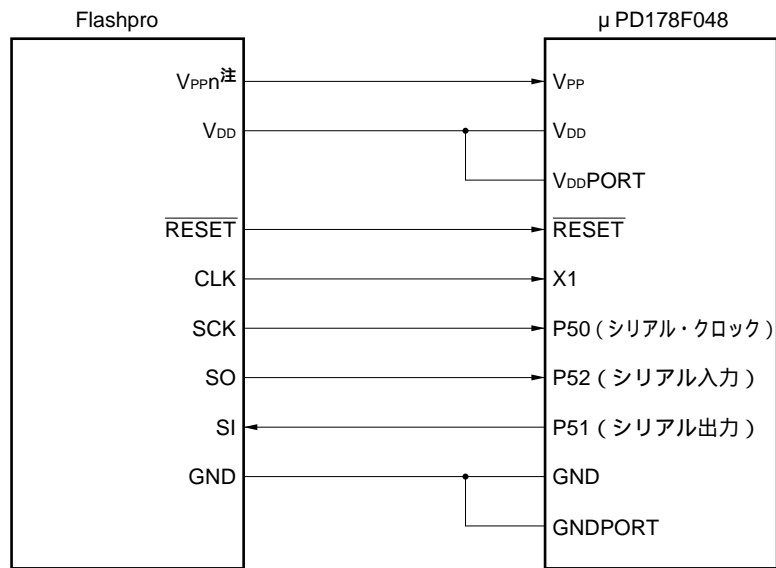 Flashpro
μ PD178F048
VPPn注
VPP
VDD
VDD
VDDPORT
RESET
RESET
CLK
X1
SCK
P50 ( シリアル・クロック )
SO
P52 ( シリアル入力 )
SI
P51 ( シリアル出力 )
GND
GND
GNDPORT